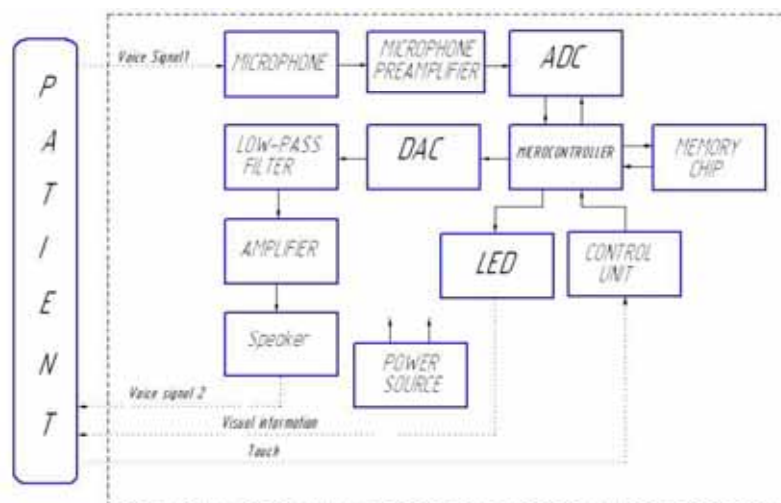 PATIENT
Voice Signal1
MICROPHONE
MICROPHONE
PREAMPLIFIER
ADC
LOW-PASS
FILTER
DAC
MICROCONTROLLER
MEMORY
CHIP
AMPLIFIER
LED
CONTROL
UNIT
Speaker
POWER
SOURCE
Voice signal 2
Visual information
Touch